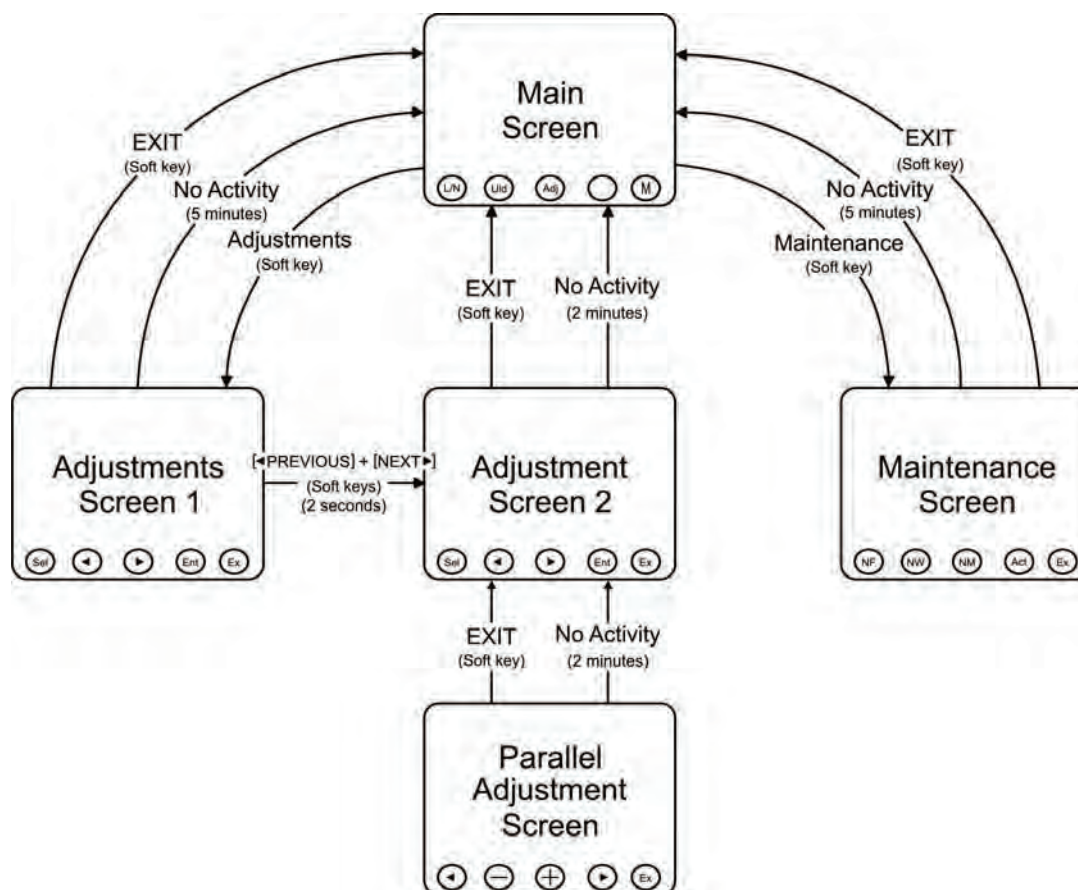 Main
Screen
L/N Uld Adj M
EXIT
(Soft key)
No Activity
(5 minutes)
Adjustments
(Soft key)
EXIT
(Soft key)
No Activity
(5 minutes)
Maintenance
(Soft key)
EXIT
(Soft key)
No Activity
(2 minutes)
Adjustments
Screen 1
Sel ◄ ► Ent Ex
[◄PREVIOUS] + [NEXT►]
(Soft keys)
(2 seconds)
Adjustment
Screen 2
Sel ◄ ► Ent Ex
Maintenance
Screen
NF NW NM Act Ex
EXIT
(Soft key)
No Activity
(2 minutes)
Parallel
Adjustment
Screen
◄ − + ► Ex